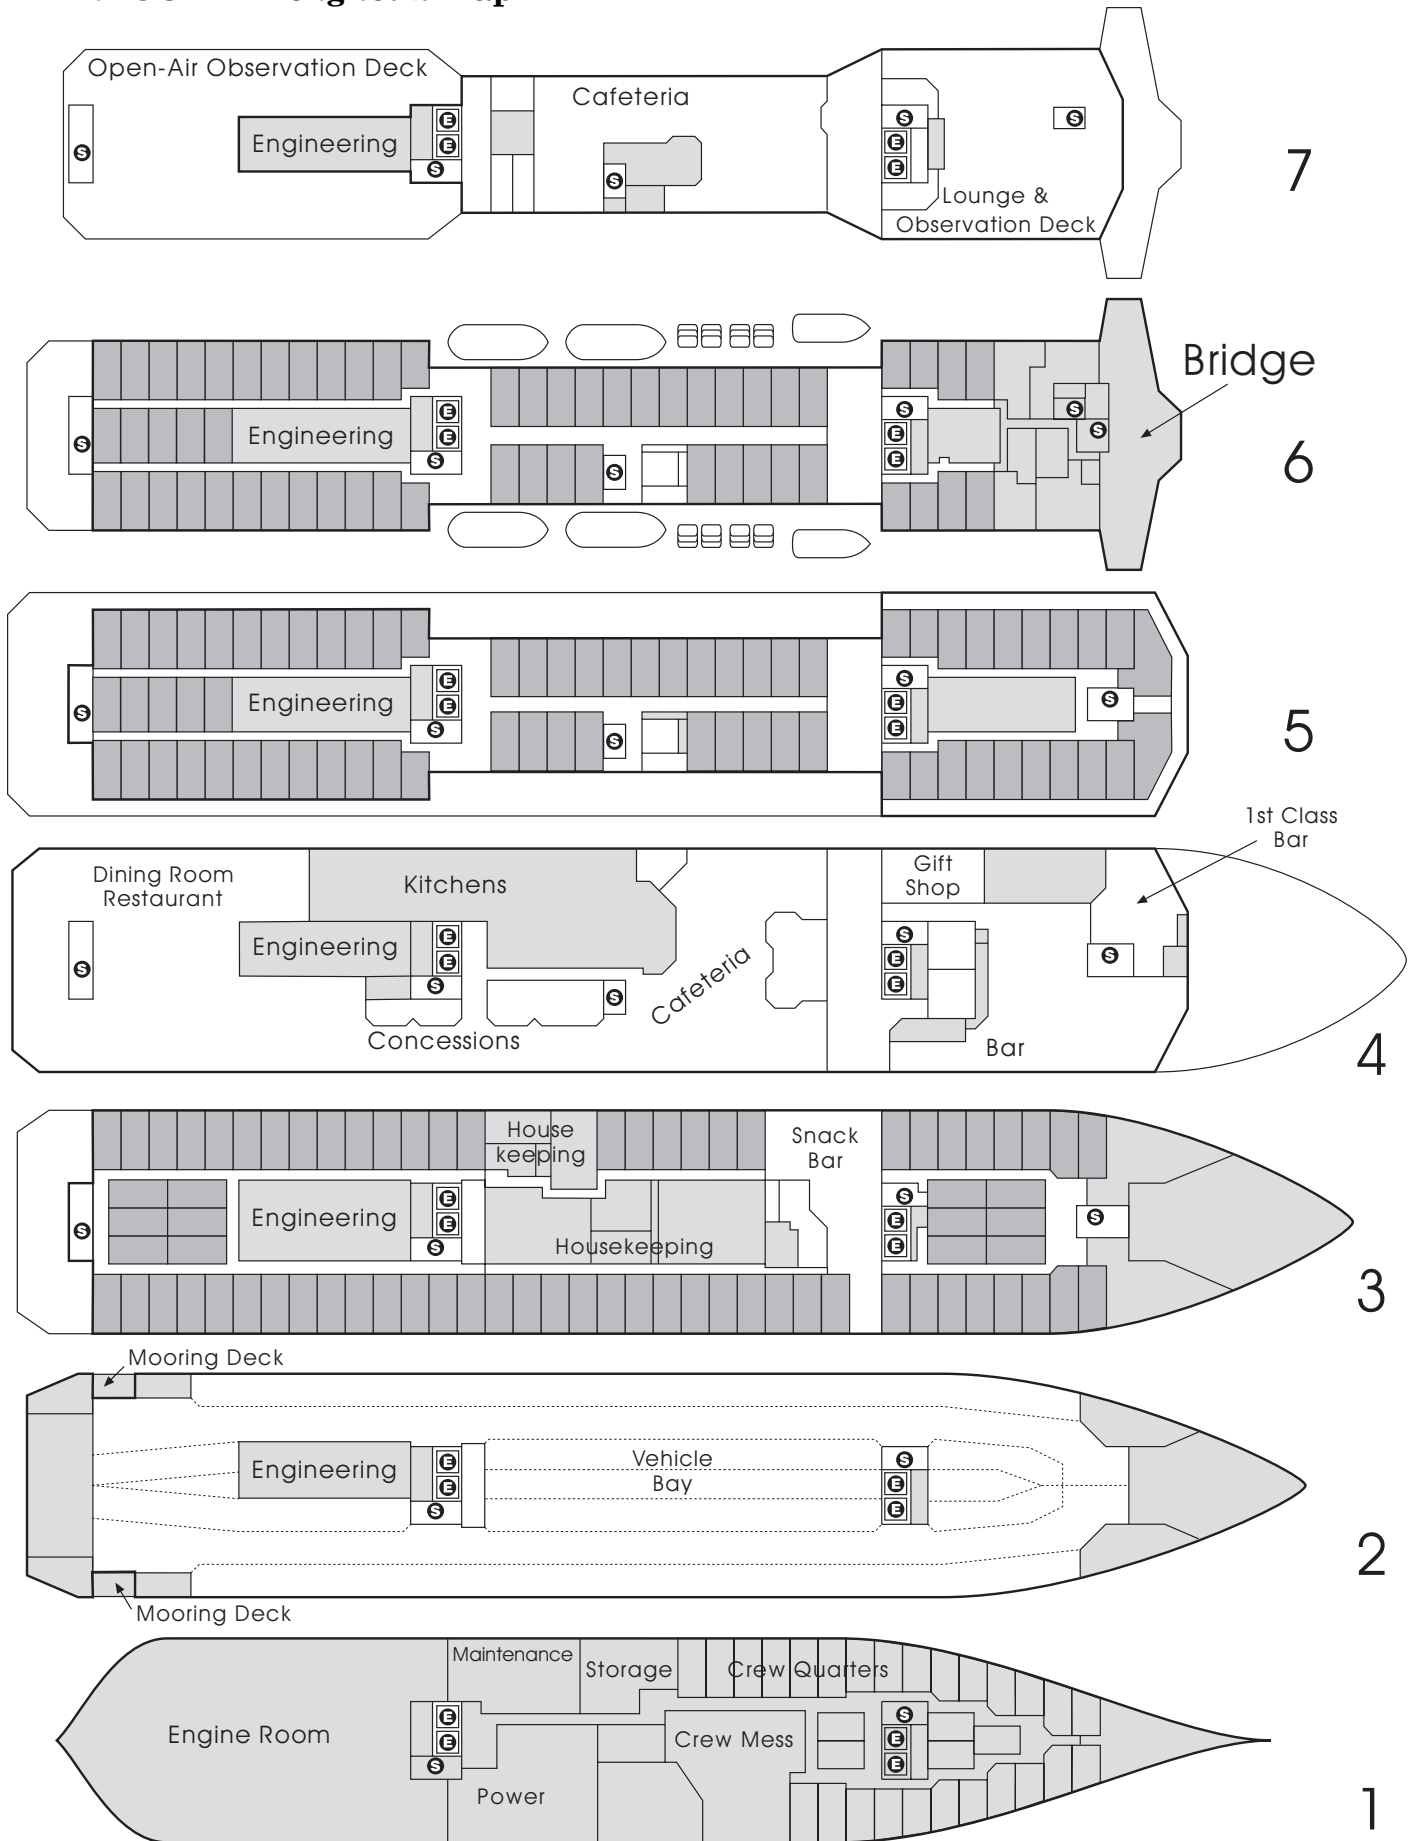 Open-Air Observation Deck
Cafeteria
E
S
S
Engineering
E
E
S
S
E
S
E
S
7
Lounge &
Observation Deck
Bridge
E
S
S
S
Engineering
E
E
S
S
S
E
6
S
E
S
Engineering
E
E
S
S
E
S
E
5
S
1st Class
Bar
Dining Room
Restaurant
Kitchens
Gift
Shop
Engineering
E
S
E
E
S
S
S
E
S
Cafeteria
Concessions
Bar
4
House
keeping
Snack
Bar
E
S
Engineering
E
E
S
S
S
E
Housekeeping
3
Mooring Deck
Vehicle
Bay
E
S
Engineering
E
E
S
E
2
Mooring Deck
Maintenance
Storage
Crew Quarters
E
S
Engine Room
E
Crew Mess
E
S
E
Power
1